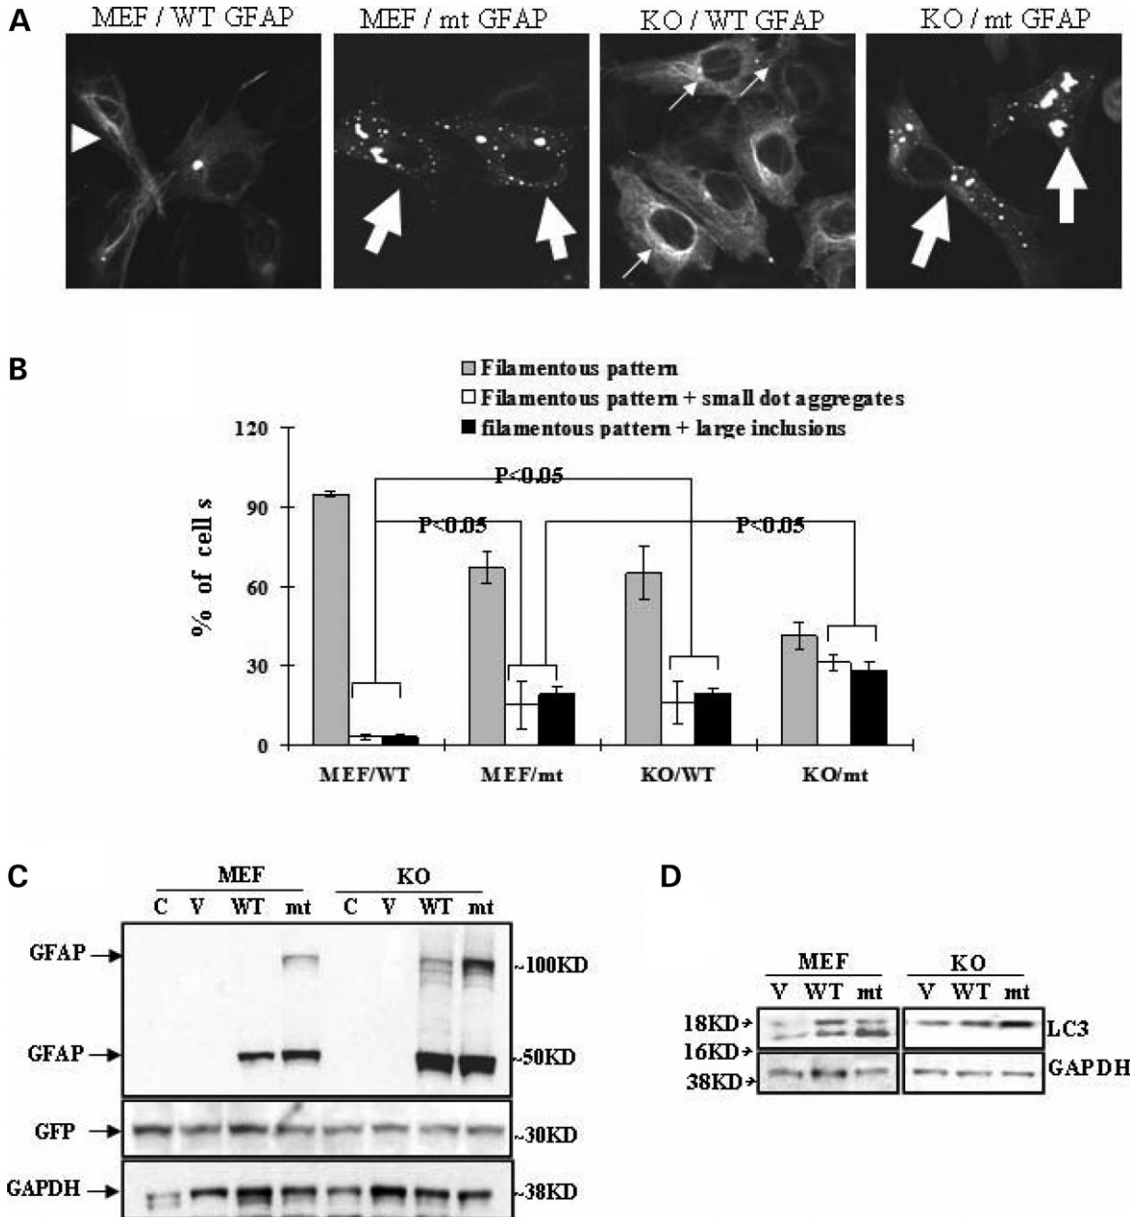 A
MEF / WT GFAP MEF / mt GFAP KO / WT GFAP KO / mt GFAP
B
Filamentous pattern
Filamentous pattern + small dot aggregates
filamentous pattern + large inclusions
120
90
60
30
0
% of cell s
P<0.05
P<0.05 P<0.05
MEF/WT MEF/mt KO/WT KO/mt
C
MEF KO
C V WT mt C V WT mt
GFAP ~100KD
GFAP ~50KD
GFP ~30KD
GAPDH ~38KD
D
MEF KO
V WT mt V WT mt
18KD LC3
16KD
38KD GAPDH